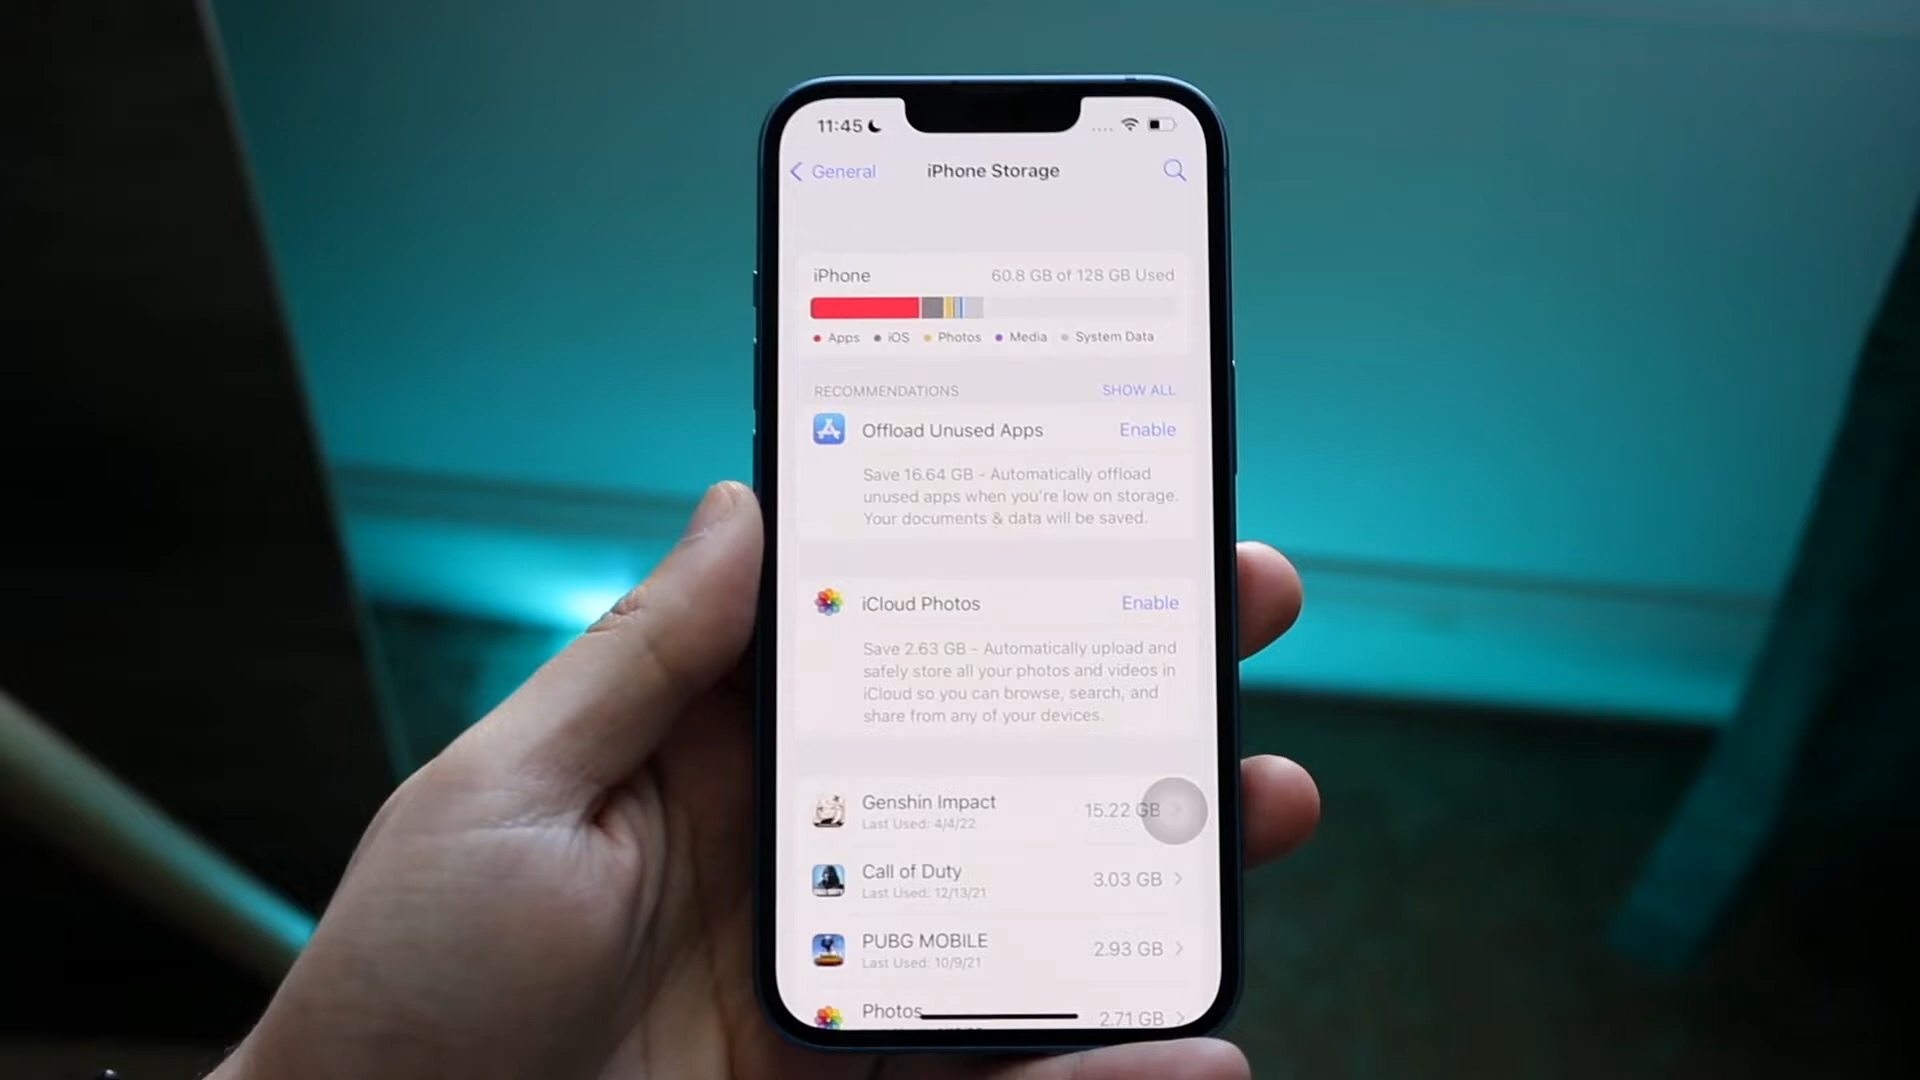 11:45
General
iPhone Storage
iPhone
60.8 GB of 128 GB Used
Apps
iOS
Photos
Media
System Data
RECOMMENDATIONS
SHOW ALL
Offload Unused Apps
Enable
Save 16.64 GB - Automatically offload
unused apps when you're low on storage.
Your documents & data will be saved.
iCloud Photos
Enable
Save 2.63 GB - Automatically upload and
safely store all your photos and videos in
iCloud so you can browse, search, and
share from any of your devices.
Genshin Impact
15.22 GB
Last Used: 4/4/22
Call of Duty
3.03 GB
Last Used: 12/13/21
PUBG MOBILE
2.93 GB
Last Used: 10/9/21
Photos
2.71 GB